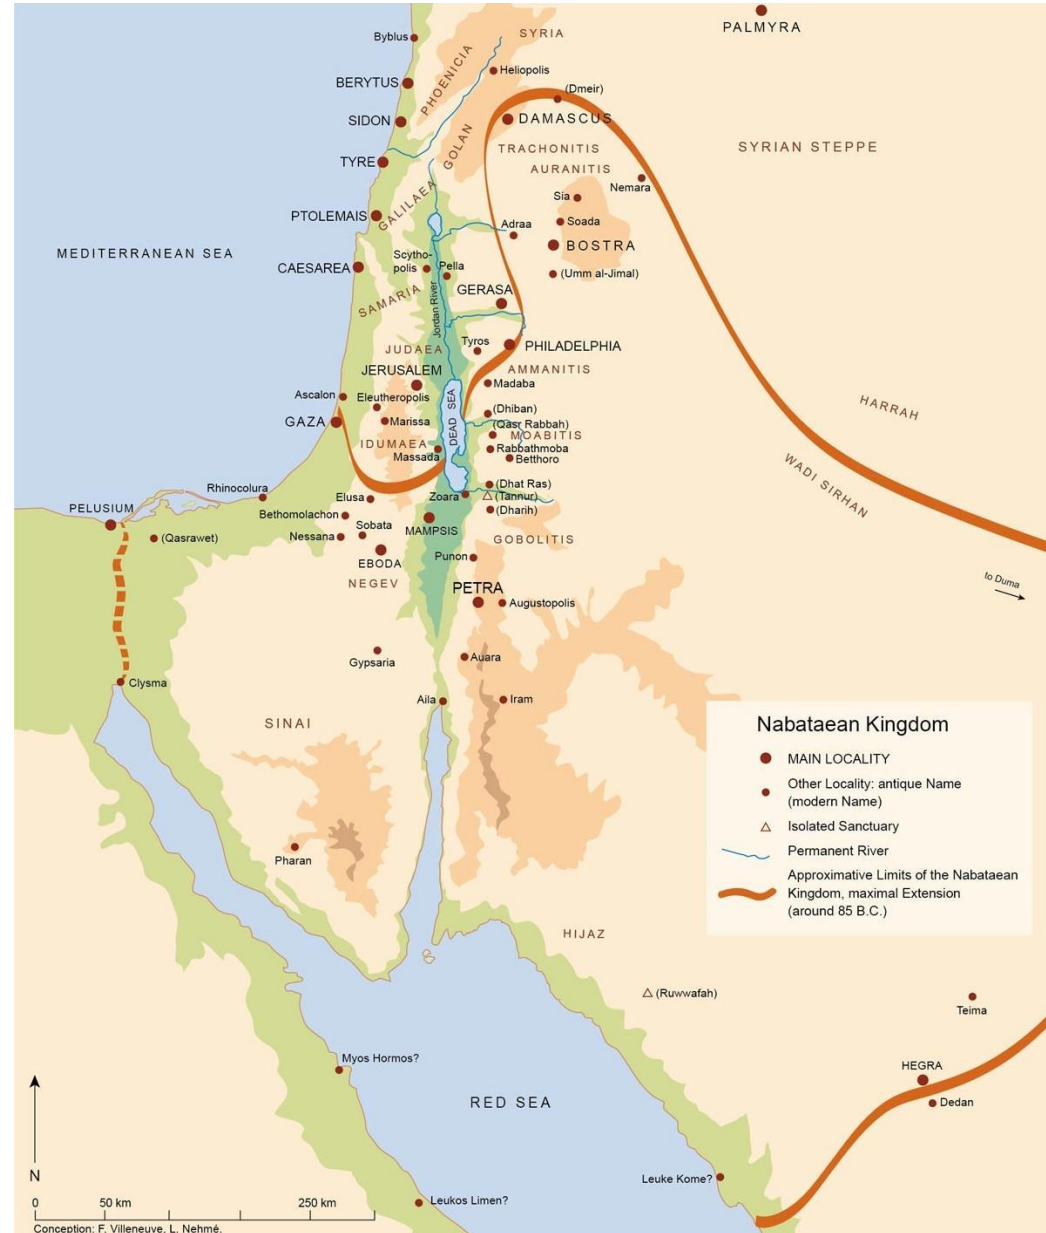 PALMYRA
SYRIA
Byblus
PHOENICIA
Heliopolis
BERYTUS
(Dmeir)
SIDON
DAMASCUS
GOLAN
TRACHONITIS
SYRIAN STEPPE
TYRE
AURANITIS
GALILAEA
Sia
Nemara
PTOLEMAIS
Soada
Adraa
MEDITERRANEAN SEA
BOSTRA
Scytho-
polis
Pella
CAESAREA
(Umm al-Jimal)
GERASA
SAMARIA
Jordan River
Tyros
PHILADELPHIA
JUDAEA
JERUSALEM
AMMANITIS
Madaba
Ascalon
Eleutheropolis
DEAD SEA
(Dhiban)
HARRAH
GAZA
Marissa
(Qasr Rabbah)
MOABITIS
IDUMAEA
Massada
Rabbathmoba
Betthoro
WADI SIRHAN
Rhinocolura
Elusa
Zoara
(Dhat Ras)
(Tannur)
PELUSIUM
Bethomolachon
(Dharih)
Sobata
MAMPSIS
(Qasrawet)
Nessana
GOBOLITIS
EBODA
Punon
NEGEV
to Duma
PETRA
Augustopolis
Gypsaria
Auara
Clysma
Aila
Iram
SINAI
Nabataean Kingdom
MAIN LOCALITY
Other Locality: antique Name
(modern Name)
Isolated Sanctuary
Permanent River
Approximative Limits of the Nabataean
Kingdom, maximal Extension
(around 85 B.C.)
Pharan
HIJAZ
(Ruwwafah)
Teima
Myos Hormos?
HEGRA
RED SEA
Dedan
N
Leuke Kome?
0 50 km 250 km
Leukos Limen?
Conception: F. Villeneuve, L. Nehmé.